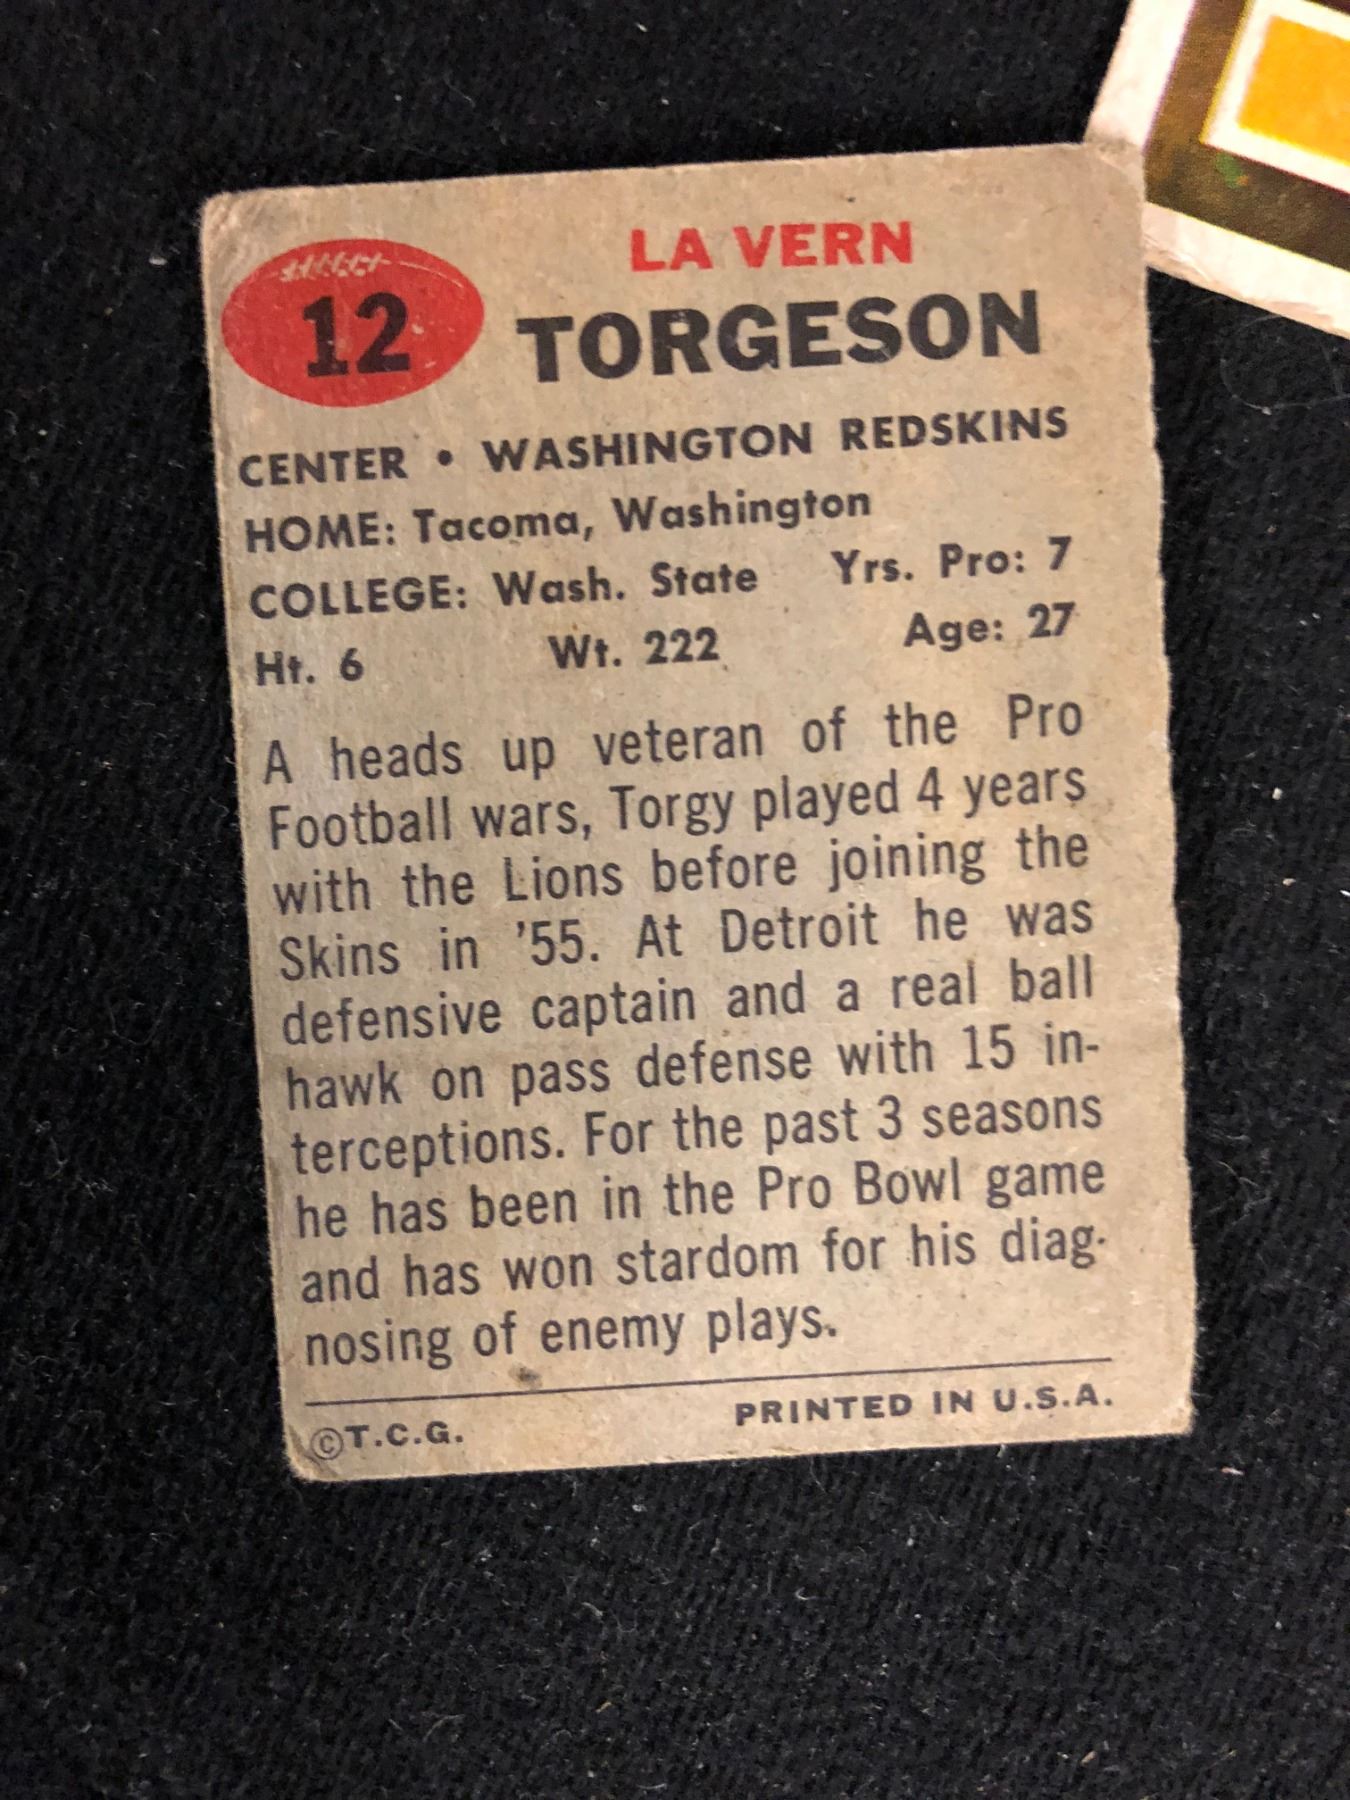 12
LA VERN
TORGESON
CENTER • WASHINGTON REDSKINS
HOME: Tacoma, Washington
COLLEGE: Wash. State Yrs. Pro: 7
Ht. 6 Wt. 222 Age: 27
A heads up veteran of the Pro
Football wars, Torgy played 4 years
with the Lions before joining the
Skins in '55. At Detroit he was
defensive captain and a real ball
hawk on pass defense with 15 in-
terceptions. For the past 3 seasons
he has been in the Pro Bowl game
and has won stardom for his diag-
nosing of enemy plays.
©T.C.G. PRINTED IN U.S.A.